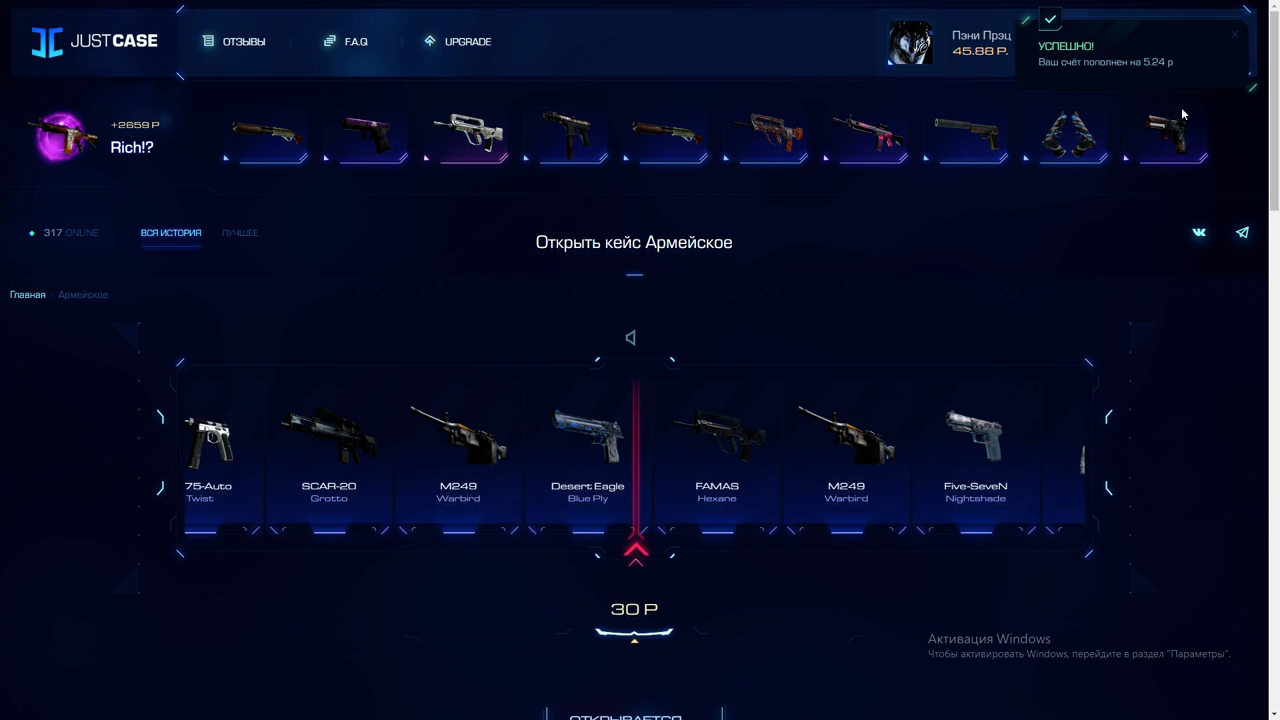 JUSTCASE
ОТЗЫВЫ
F.A.Q
UPGRADE
Пэни Прэц
45.88 Р.
УСПЕШНО!
Ваш счёт пополнен на 5.24 р
+2659 Р
Rich!?
317 ONLINE
ВСЯ ИСТОРИЯ
ЛУЧШЕЕ
Открыть кейс Армейское
Главная
Армейское
75-Auto
Twist
SCAR-20
Grotto
M249
Warbird
Desert Eagle
Blue Ply
FAMAS
Hexane
M249
Warbird
Five-SeveN
Nightshade
30 Р
Активация Windows
Чтобы активировать Windows, перейдите в раздел "Параметры".
ОТКРЫВАЕТСЯ